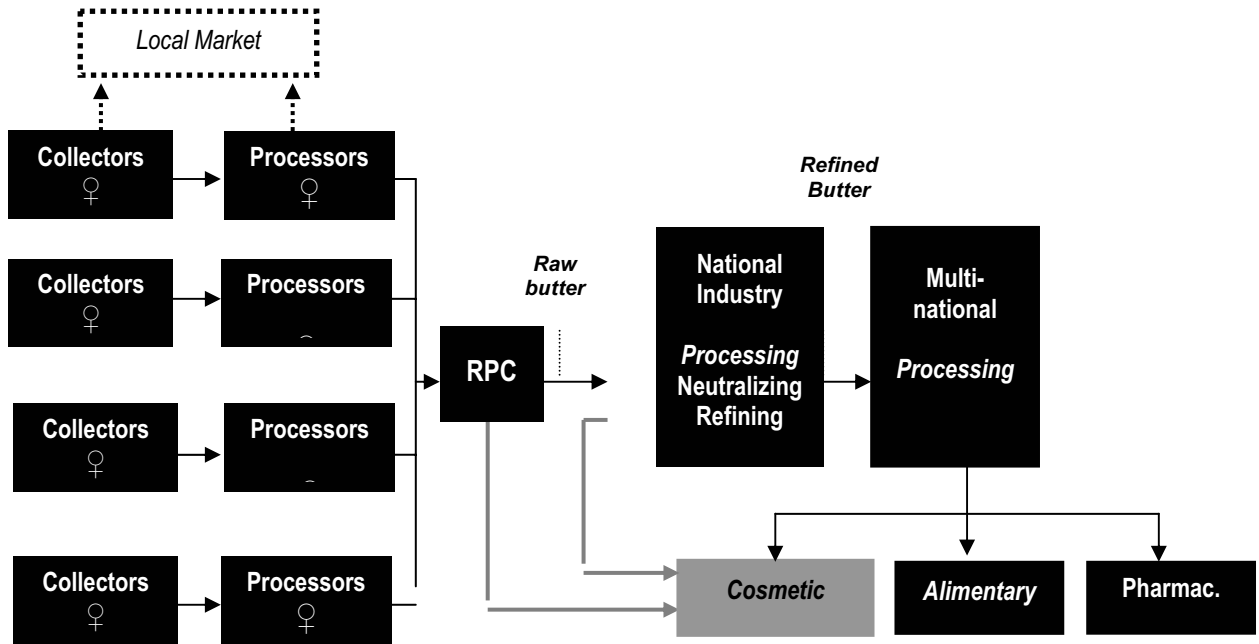 Local Market
Collectors
♀
Processors
♀
Collectors
♀
Processors
Collectors
♀
Processors
Collectors
♀
Processors
♀
RPC
Raw
butter
National
Industry
Processing
Neutralizing
Refining
Refined
Butter
Multi-
national
Processing
Cosmetic
Alimentary
Pharmac.